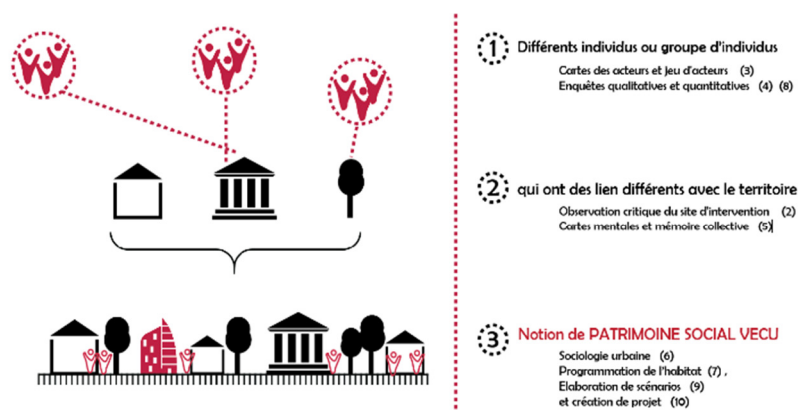 1 Différents individus ou groupe d'individus
Cartes des acteurs et jeu d'acteurs (3)
Enquêtes qualitatives et quantitatives (4) (8)
2 qui ont des lien différents avec le territoire
Observation critique du site d'intervention (2)
Cartes mentales et mémoire collective (5)
3 Notion de PATRIMOINE SOCIAL VECU
Sociologie urbaine (6)
Programmation de l'habitat (7) ,
Elaboration de scénarios (9)
et création de projet (10)